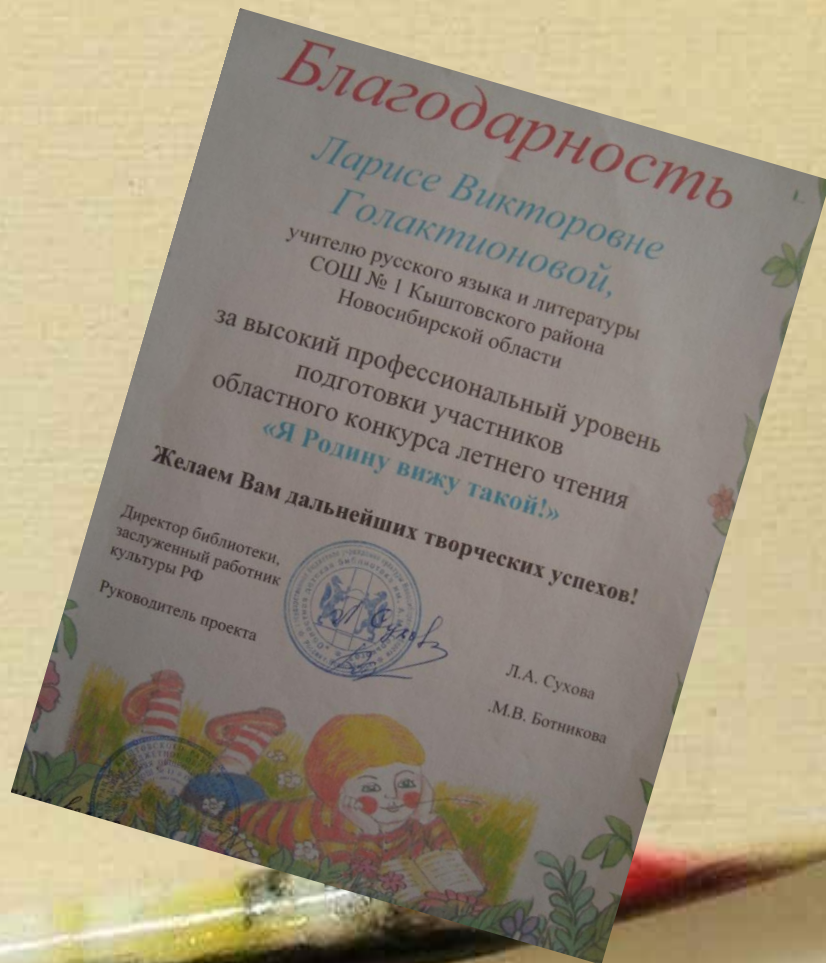 Благодарность
Ларисе Викторовне
Голактионовой,
учителю русского языка и литературы
СОШ № 1 Кыштовского района
Новосибирской области
за высокий профессиональный уровень
подготовки участников
областного конкурса летнего чтения
«Я Родину вижу такой!»
Желаем Вам дальнейших творческих успехов!
Директор библиотеки,
заслуженный работник
культуры РФ
Л.А. Сухова
Руководитель проекта
.М.В. Ботникова